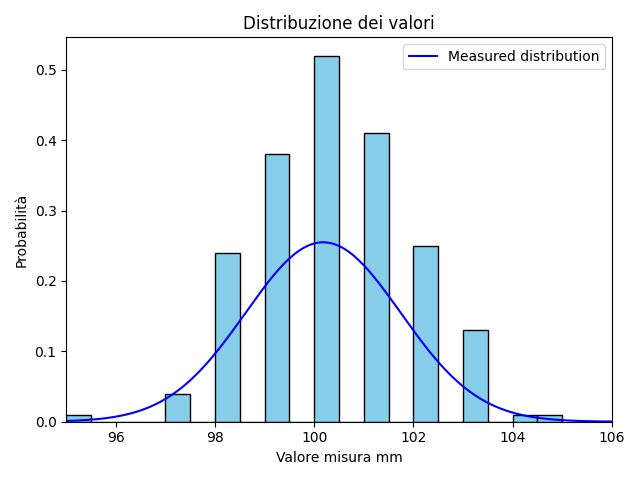 Distribuzione dei valori
Measured distribution
0.5
0.4
0.3
0.2
0.1
0.0
Probabilità
96 98 100 102 104 106
Valore misura mm